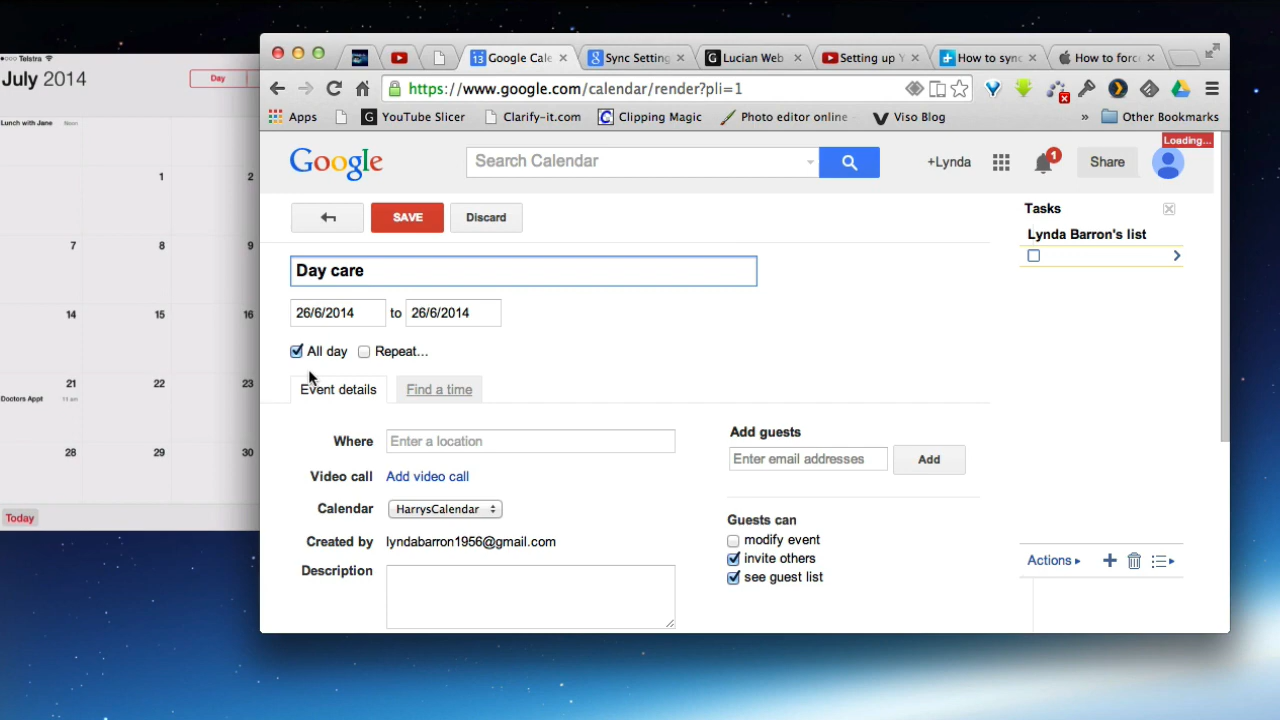 Telstra
July 2014
Day
Lunch with Jane Noon
1 2
7 8 9
14 15 16
21 22 23
Doctors Appt 11 am
28 29 30
Today
Google Cale
Sync Setting
Lucian Web
Setting up Y
How to sync
How to force
https://www.google.com/calendar/render?pli=1
Apps
YouTube Slicer
Clarify-it.com
Clipping Magic
Photo editor online
Viso Blog
»
Other Bookmarks
Loading...
Google
Search Calendar
+Lynda
1
Share
SAVE
Discard
Day care
26/6/2014 to 26/6/2014
All day Repeat...
Event details Find a time
Where Enter a location
Video call Add video call
Calendar HarrysCalendar
Created by lyndabarron1956@gmail.com
Description
Add guests
Enter email addresses Add
Guests can
modify event
invite others
see guest list
Tasks
Lynda Barron's list
Actions